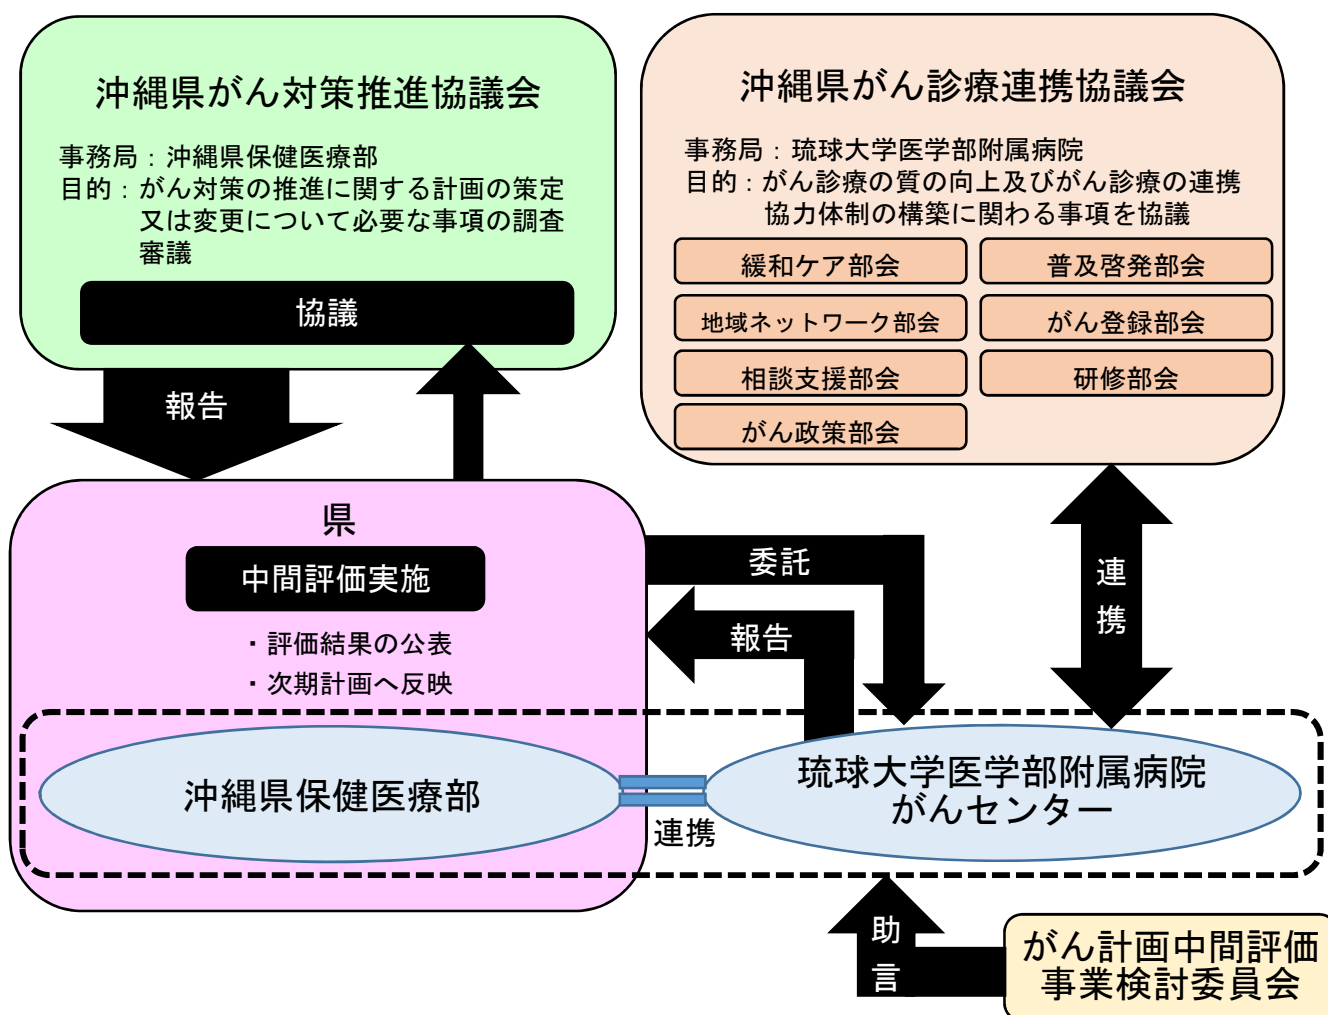 沖縄県がん対策推進協議会
事務局：沖縄県保健医療部
目的：がん対策の推進に関する計画の策定
又は変更について必要な事項の調査
審議
協議
沖縄県がん診療連携協議会
事務局：琉球大学医学部附属病院
目的：がん診療の質の向上及びがん診療の連携
協力体制の構築に関わる事項を協議
緩和ケア部会
普及啓発部会
地域ネットワーク部会
がん登録部会
相談支援部会
研修部会
がん政策部会
報告
県
中間評価実施
・評価結果の公表
・次期計画へ反映
委託
報告
連
携
沖縄県保健医療部
連携
琉球大学医学部附属病院
がんセンター
助
言
がん計画中間評価
事業検討委員会